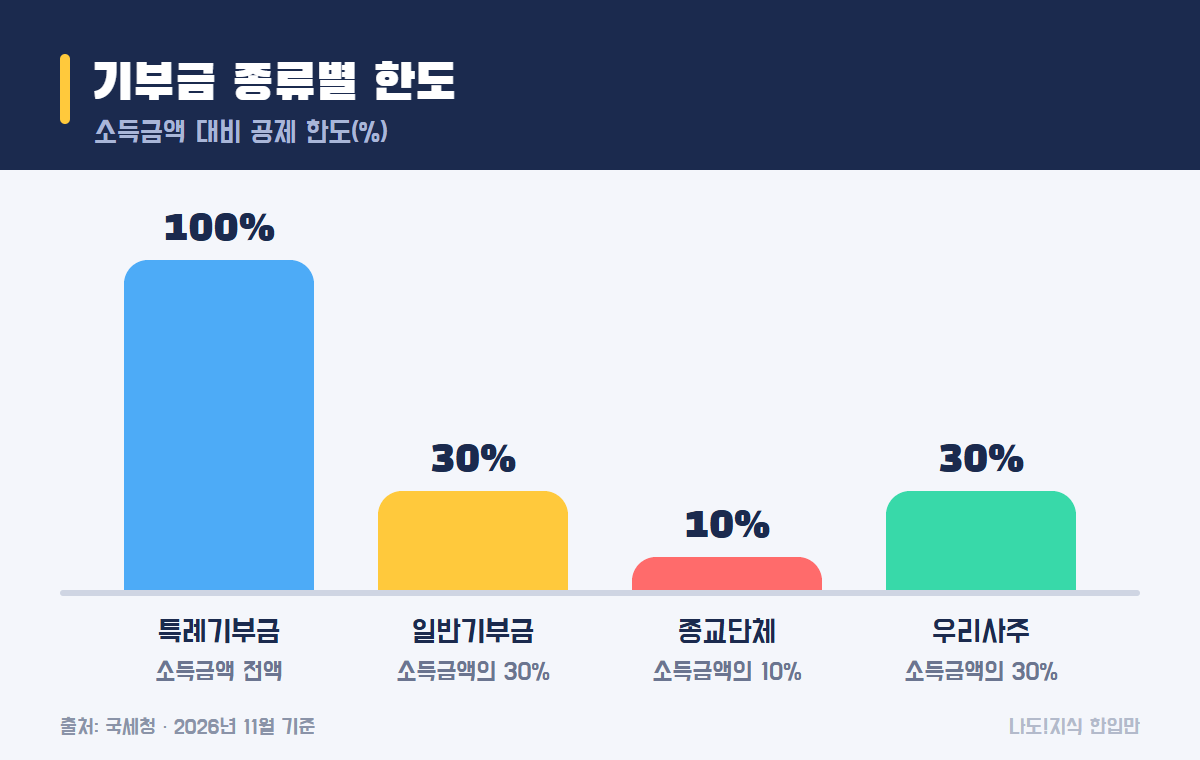 기부금 종류별 한도
소득금액 대비 공제 한도(%)
100%
30%
10%
30%
특례기부금
일반기부금
종교단체
우리사주
소득금액 전액
소득금액의 30%
소득금액의 10%
소득금액의 30%
출처: 국세청 · 2026년 11월 기준
나도!지식 한입만